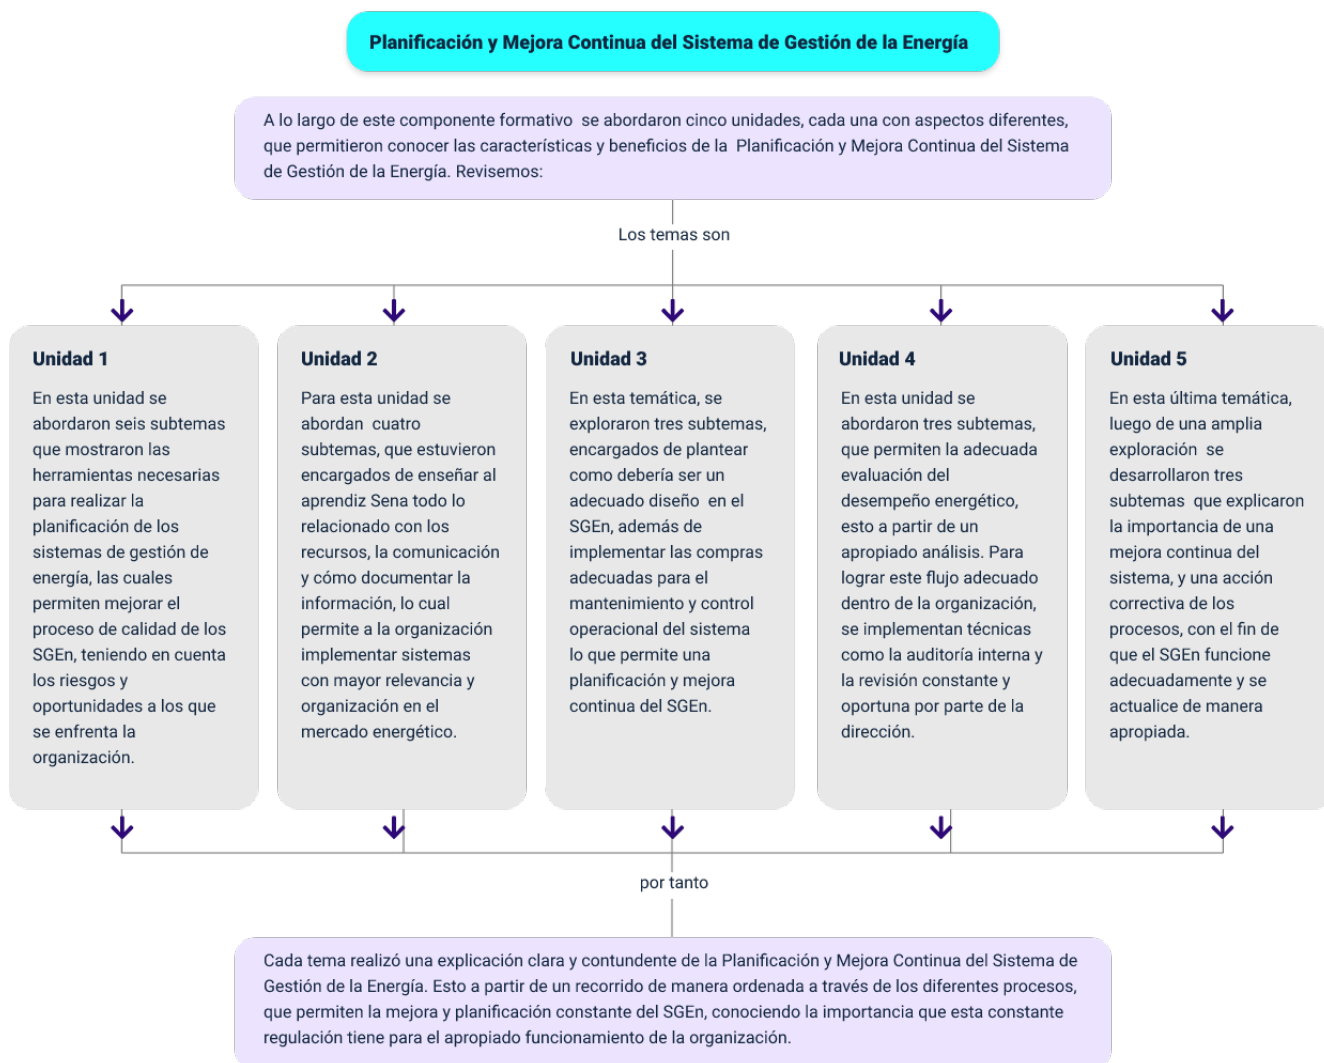 Planificación y Mejora Continua del Sistema de Gestión de la Energía
A lo largo de este componente formativo se abordaron cinco unidades, cada una con aspectos diferentes,
que permitieron conocer las características y beneficios de la Planificación y Mejora Continua del Sistema
de Gestión de la Energía. Revisemos:
Los temas son
Unidad 1
En esta unidad se
abordaron seis subtemas
que mostraron las
herramientas necesarias
para realizar la
planificación de los
sistemas de gestión de
energía, las cuales
permiten mejorar el
proceso de calidad de los
SGEn, teniendo en cuenta
los riesgos y
oportunidades a los que
se enfrenta la
organización.
Unidad 2
Para esta unidad se
abordan cuatro
subtemas, que estuvieron
encargados de enseñar al
aprendiz Sena todo lo
relacionado con los
recursos, la comunicación
y cómo documentar la
información, lo cual
permite a la organización
implementar sistemas
con mayor relevancia y
organización en el
mercado energético.
Unidad 3
En esta temática, se
exploraron tres subtemas,
encargados de plantear
como debería ser un
adecuado diseño en el
SGEn, además de
implementar las compras
adecuadas para el
mantenimiento y control
operacional del sistema
lo que permite una
planificación y mejora
continua del SGEn.
Unidad 4
En esta unidad se
abordaron tres subtemas,
que permiten la adecuada
evaluación del
desempeño energético,
esto a partir de un
apropiado análisis. Para
lograr este flujo adecuado
dentro de la organización,
se implementan técnicas
como la auditoría interna y
la revisión constante y
oportuna por parte de la
dirección.
Unidad 5
En esta última temática,
luego de una amplia
exploración se
desarrollaron tres
subtemas que explicaron
la importancia de una
mejora continua del
sistema, y una acción
correctiva de los
procesos, con el fin de
que el SGEn funcione
adecuadamente y se
actualice de manera
apropiada.
por tanto
Cada tema realizó una explicación clara y contundente de la Planificación y Mejora Continua del Sistema de
Gestión de la Energía. Esto a partir de un recorrido de manera ordenada a través de los diferentes procesos,
que permiten la mejora y planificación constante del SGEn, conociendo la importancia que esta constante
regulación tiene para el apropiado funcionamiento de la organización.